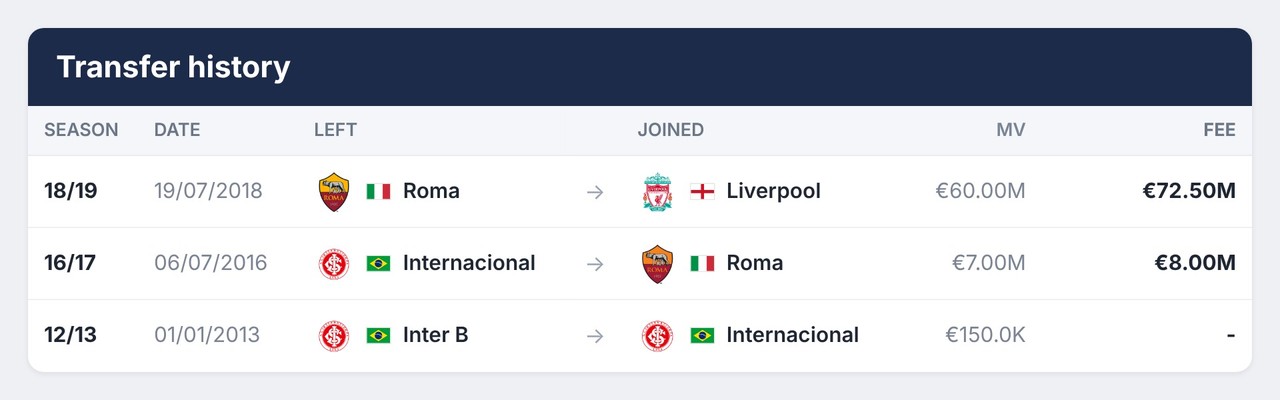 Transfer history
SEASON DATE LEFT JOINED MV FEE
18/19 19/07/2018 ROMA Roma → Liverpool €60.00M €72.50M
16/17 06/07/2016 Internacional → ROMA Roma €7.00M €8.00M
12/13 01/01/2013 Inter B → Internacional €150.0K -